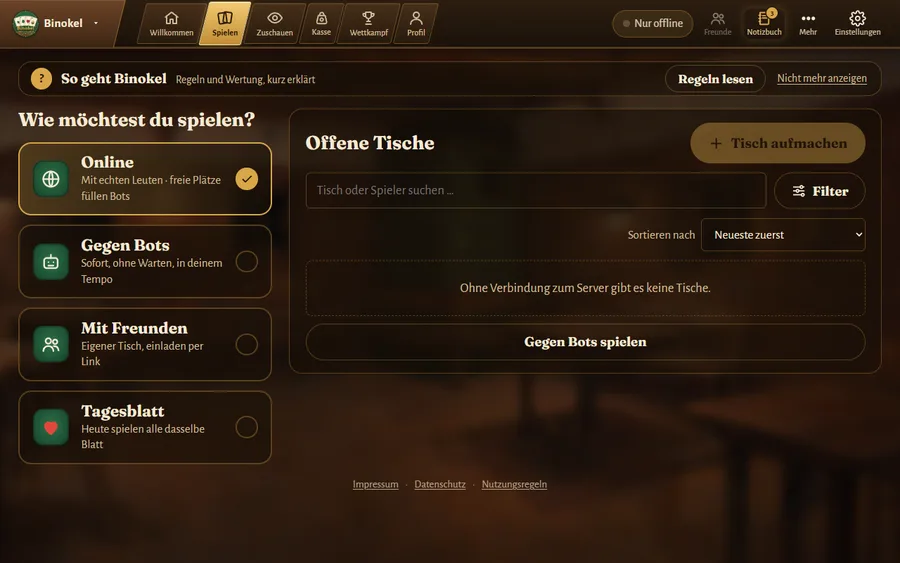 Binokel
Willkommen
Spielen
Zuschauen
Kasse
Wettkampf
Profil
Nur offline
Freunde
3
Notizbuch
Mehr
Einstellungen
? So geht Binokel Regeln und Wertung, kurz erklärt
Regeln lesen
Nicht mehr anzeigen
Wie möchtest du spielen?
Online
Mit echten Leuten · freie Plätze
füllen Bots
Gegen Bots
Sofort, ohne Warten, in deinem
Tempo
Mit Freunden
Eigener Tisch, einladen per
Link
Tagesblatt
Heute spielen alle dasselbe
Blatt
Offene Tische
+ Tisch aufmachen
Tisch oder Spieler suchen ...
Filter
Sortieren nach
Neueste zuerst
Ohne Verbindung zum Server gibt es keine Tische.
Gegen Bots spielen
Impressum · Datenschutz · Nutzungsregeln